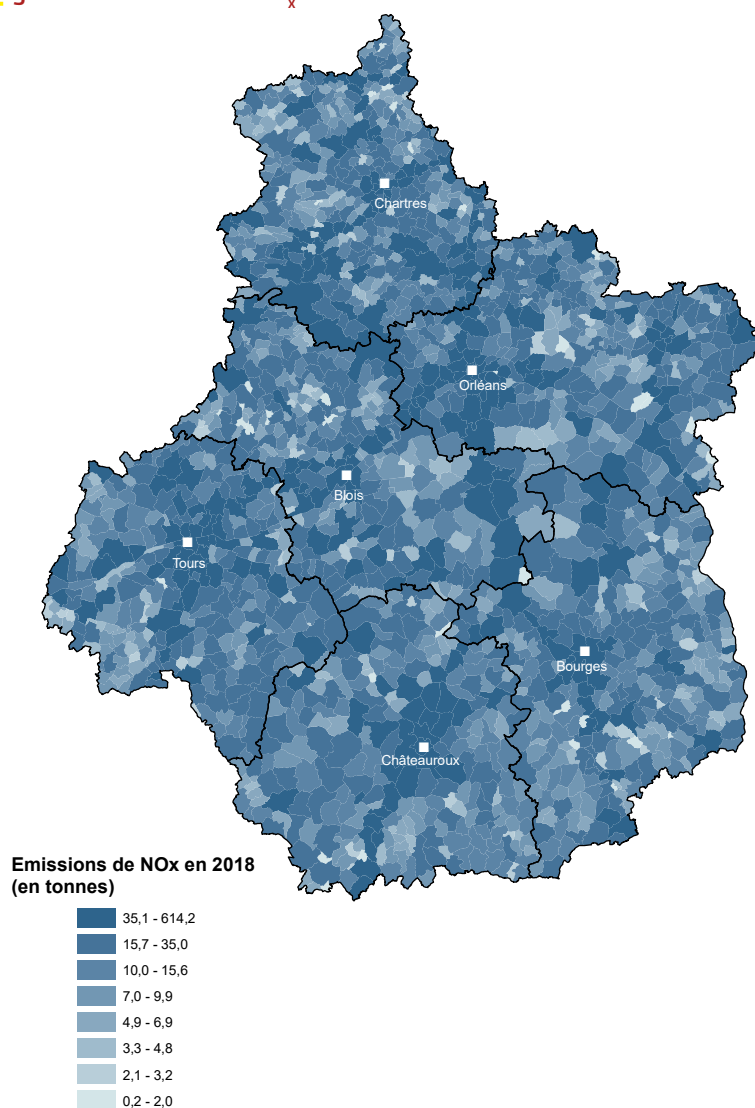 x
Chartres
Orléans
Blois
Tours
Bourges
Châteauroux
Emissions de NOx en 2018
(en tonnes)
35,1 - 614,2
15,7 - 35,0
10,0 - 15,6
7,0 - 9,9
4,9 - 6,9
3,3 - 4,8
2,1 - 3,2
0,2 - 2,0